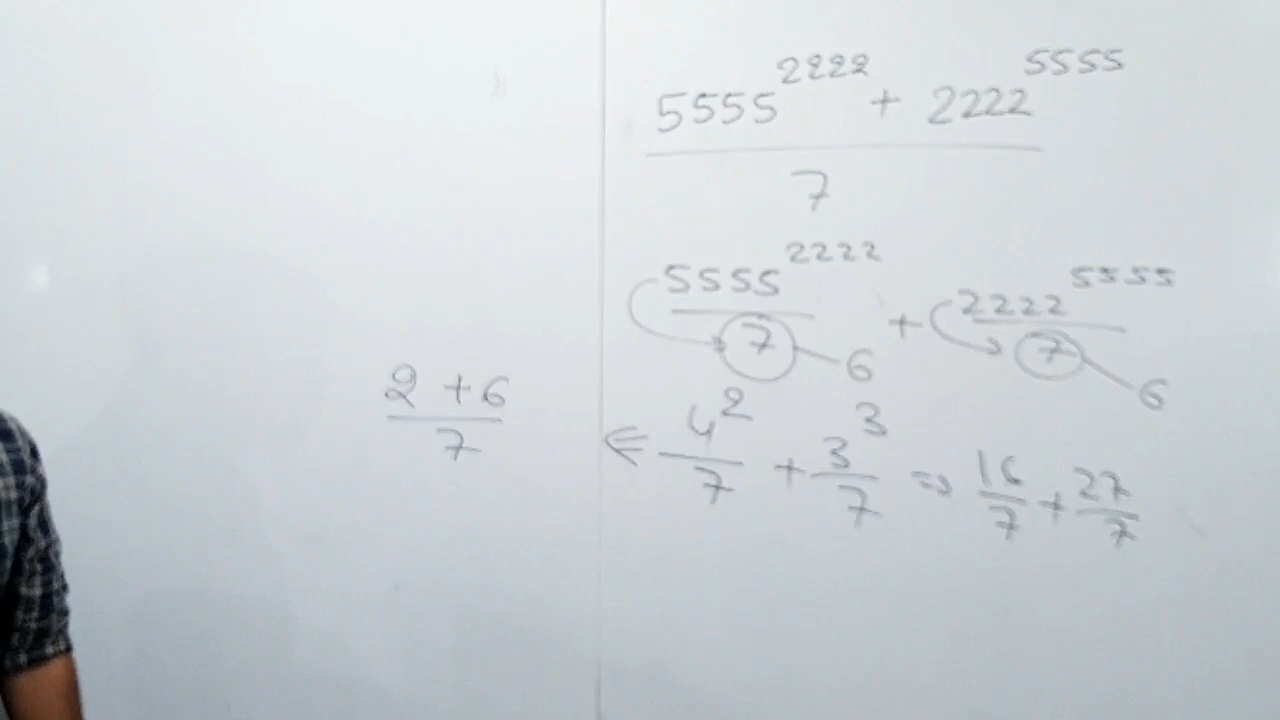 5555^2222 + 2222^5555
7
5555^2222 + 2222^5555
7 6 7 6
2 + 6 ⇐ 4^2 + 3^3 ⇒ 16 + 27
7 7 7 7 7